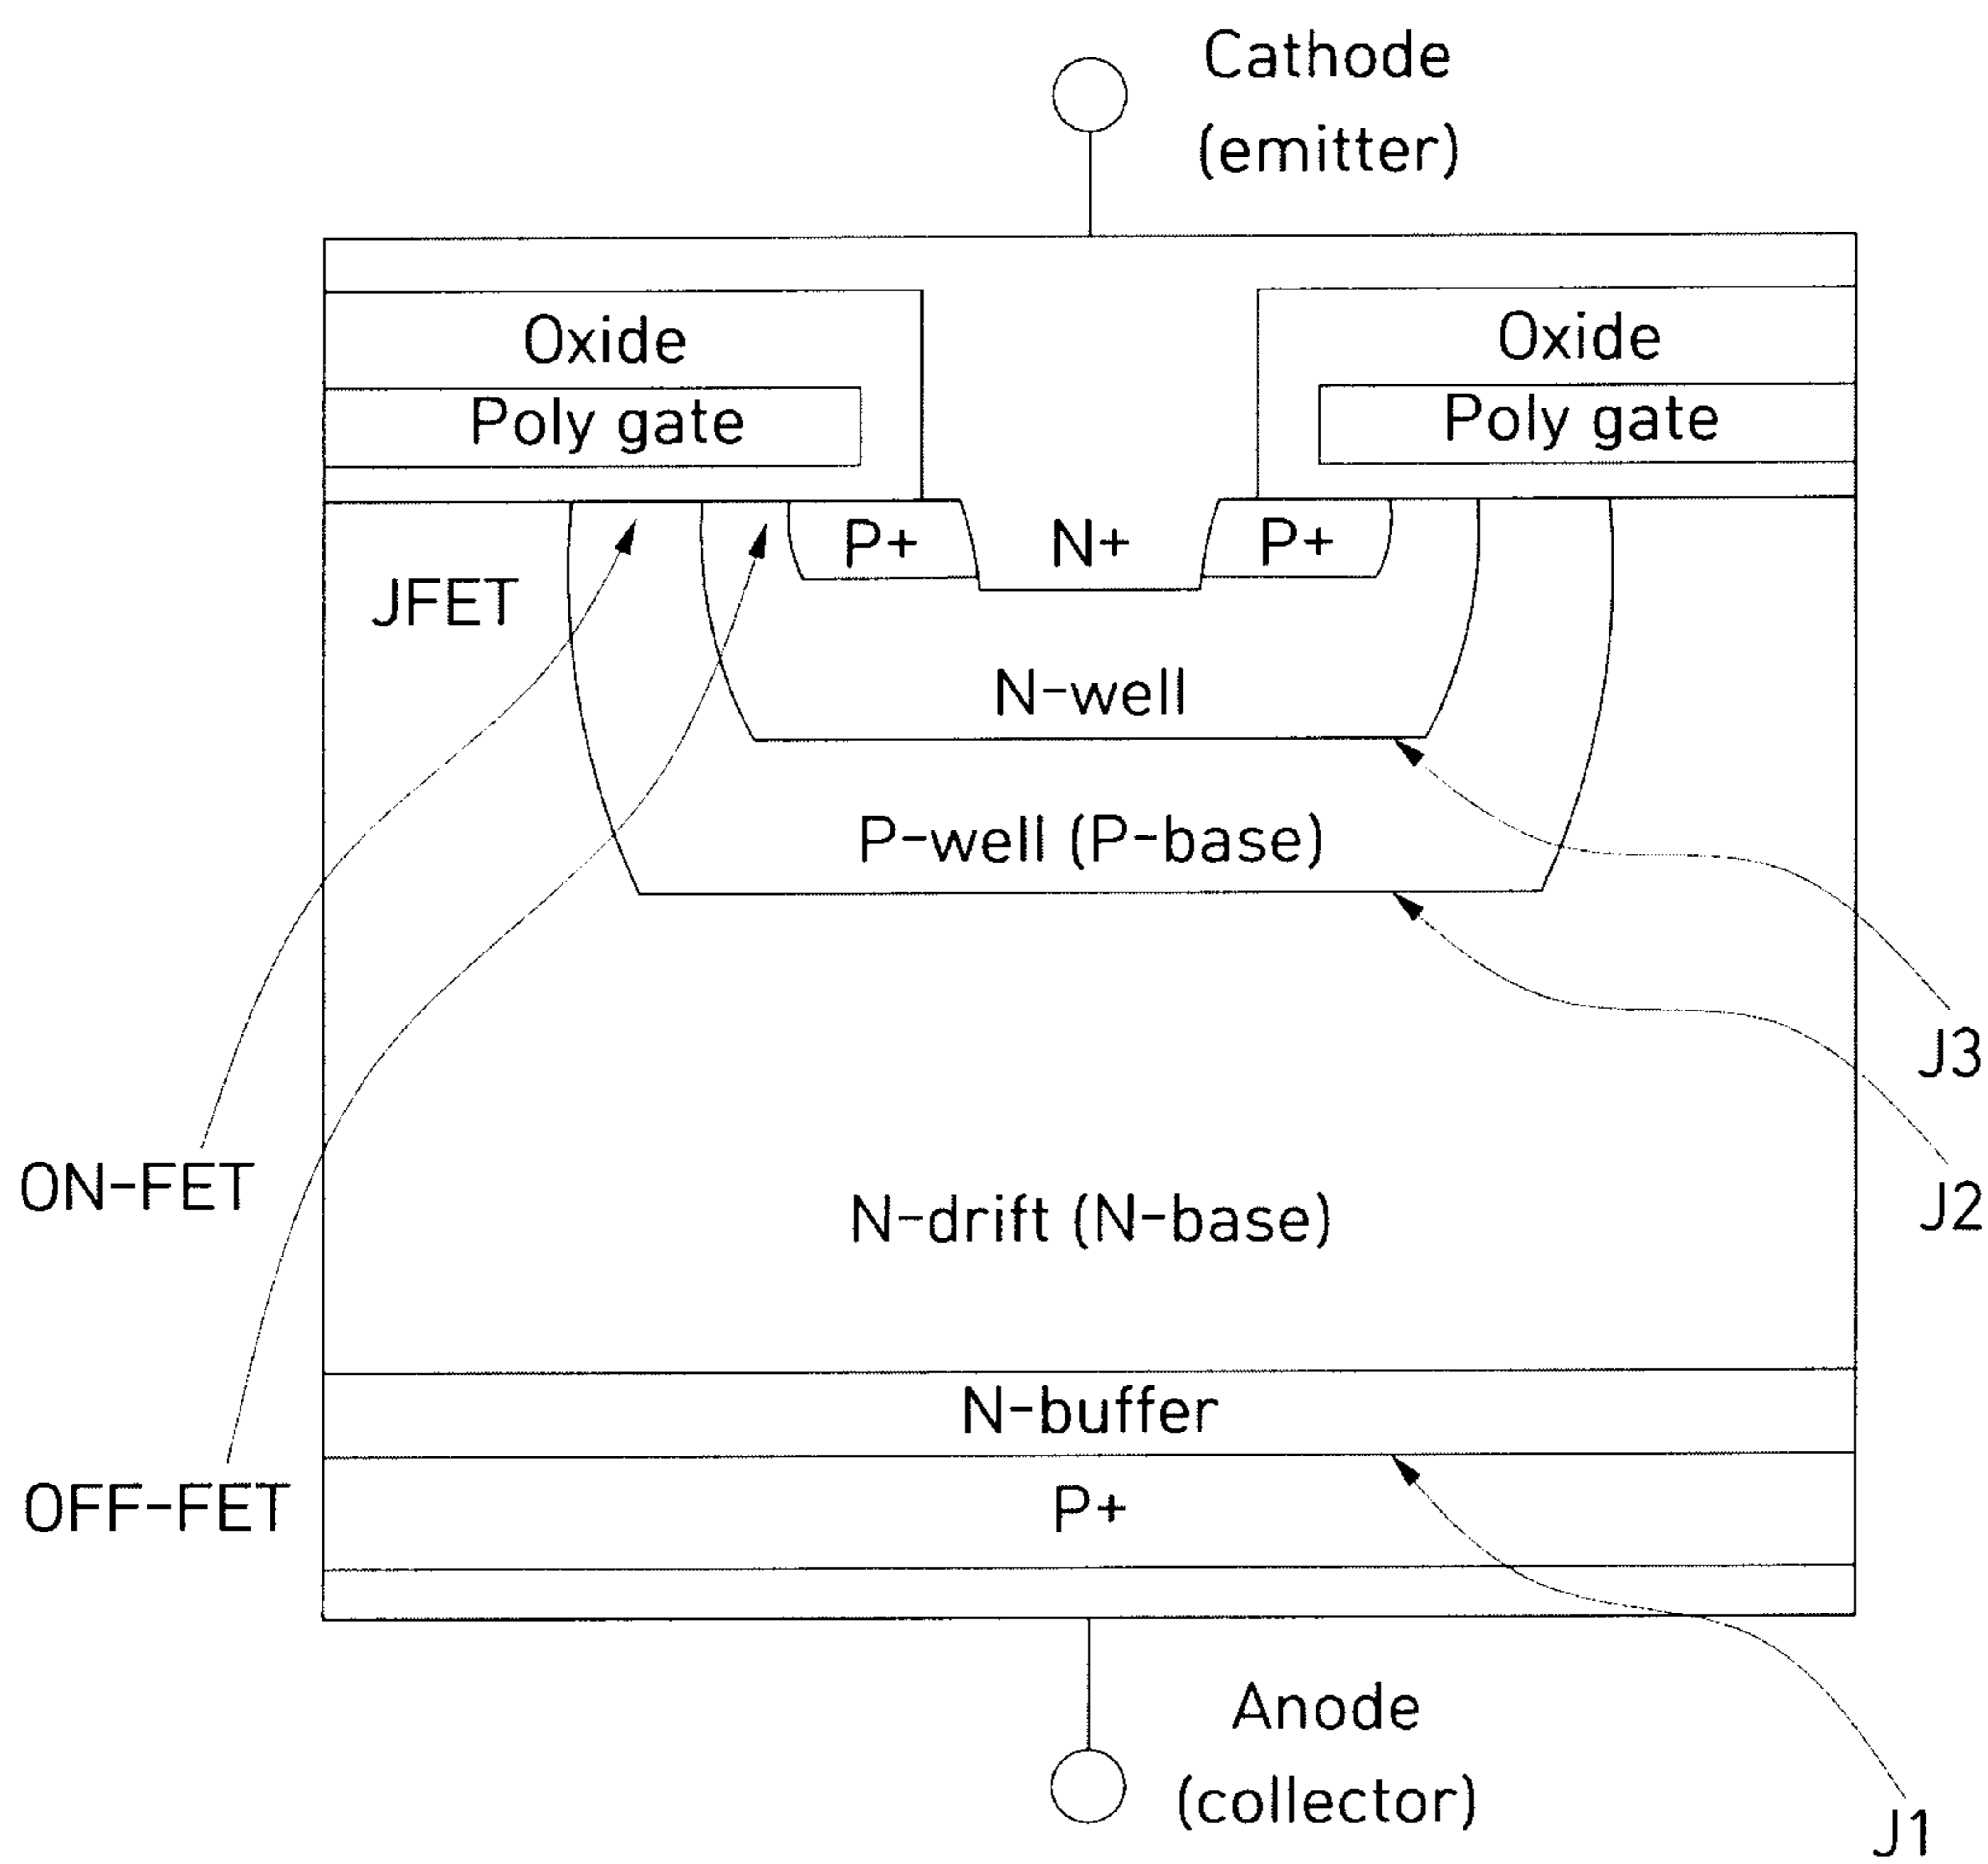 Cathode
(emitter)
Oxide
Oxide
Poly gate
Poly gate
P+
N+
P+
JFET
N-well
P-well (P-base)
J3
ON-FET
J2
N-drift (N-base)
N-buffer
OFF-FET
P+
Anode
(collector)
J1